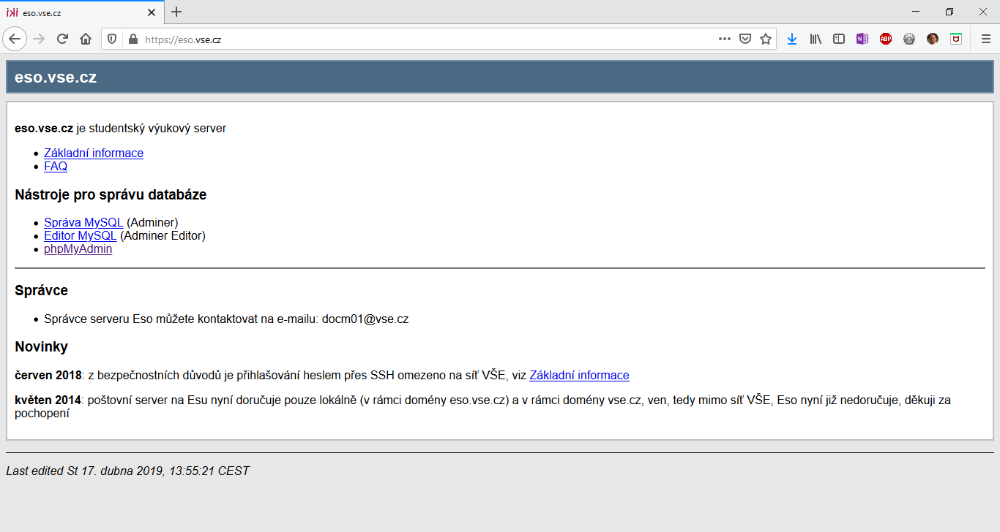 eso.vse.cz
https://eso.vse.cz
ABP
eso.vse.cz
eso.vse.cz je studentský výukový server
Základní informace
FAQ
Nástroje pro správu databáze
Správa MySQL (Adminer)
Editor MySQL (Adminer Editor)
phpMyAdmin
Správce
Správce serveru Eso můžete kontaktovat na e-mailu: docm01@vse.cz
Novinky
červen 2018: z bezpečnostních důvodů je přihlašování heslem přes SSH omezeno na síť VŠE, viz Základní informace
květen 2014: poštovní server na Esu nyní doručuje pouze lokálně (v rámci domény eso.vse.cz) a v rámci domény vse.cz, ven, tedy mimo síť VŠE, Eso nyní již nedoručuje, děkuji za
pochopení
Last edited St 17. dubna 2019, 13:55:21 CEST